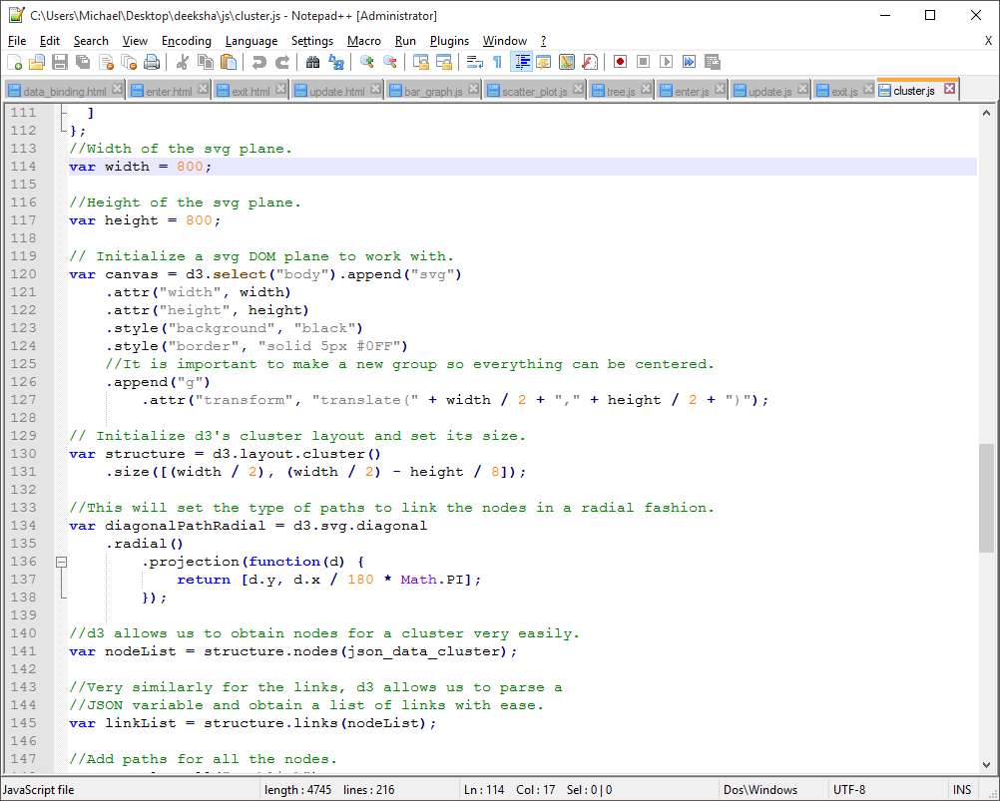 C:\Users\Michael\Desktop\deeksha\js\cluster.js - Notepad++ [Administrator]
File Edit Search View Encoding Language Settings Macro Run Plugins Window ? X
data_binding.html enter.html exit.html update.html bar_graph.js scatter_plot.js tree.js enter.js update.js exit.js cluster.js
111 ]
112 };
113 //Width of the svg plane.
114 var width = 800;
115
116 //Height of the svg plane.
117 var height = 800;
118
119 // Initialize a svg DOM plane to work with.
120 var canvas = d3.select("body").append("svg")
121 .attr("width", width)
122 .attr("height", height)
123 .style("background", "black")
124 .style("border", "solid 5px #0FF")
125 //It is important to make a new group so everything can be centered.
126 .append("g")
127 .attr("transform", "translate(" + width / 2 + "," + height / 2 + ")");
128
129 // Initialize d3's cluster layout and set its size.
130 var structure = d3.layout.cluster()
131 .size([(width / 2), (width / 2) - height / 8]);
132
133 //This will set the type of paths to link the nodes in a radial fashion.
134 var diagonalPathRadial = d3.svg.diagonal
135 .radial()
136 .projection(function(d) {
137 return [d.y, d.x / 180 * Math.PI];
138 });
139
140 //d3 allows us to obtain nodes for a cluster very easily.
141 var nodeList = structure.nodes(json_data_cluster);
142
143 //Very similarly for the links, d3 allows us to parse a
144 //JSON variable and obtain a list of links with ease.
145 var linkList = structure.links(nodeList);
146
147 //Add paths for all the nodes.
JavaScript file length : 4745 lines : 216 Ln : 114 Col : 17 Sel : 0 | 0 Dos\Windows UTF-8 INS